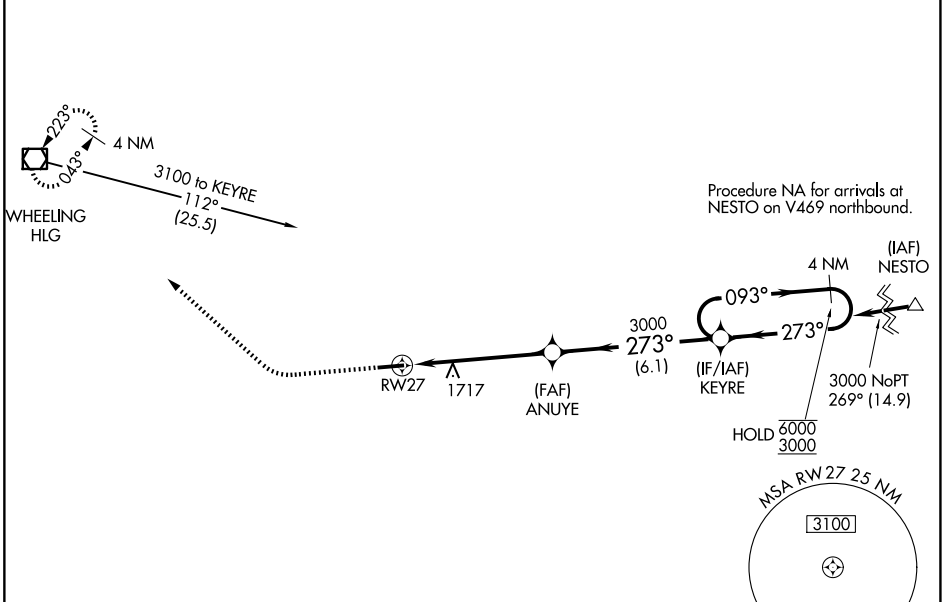 223°
043°
4 NM
WHEELING
HLG
3100 to KEYRE
112°
(25.5)
Procedure NA for arrivals at
NESTO on V469 northbound.
(IAF)
NESTO
4 NM
093°
273°
3000
273°
(6.1)
(IF/IAF)
KEYRE
3000 NoPT
269° (14.9)
RW27
1717
(FAF)
ANUYE
HOLD 6000
3000
MSA RW27 25 NM
3100